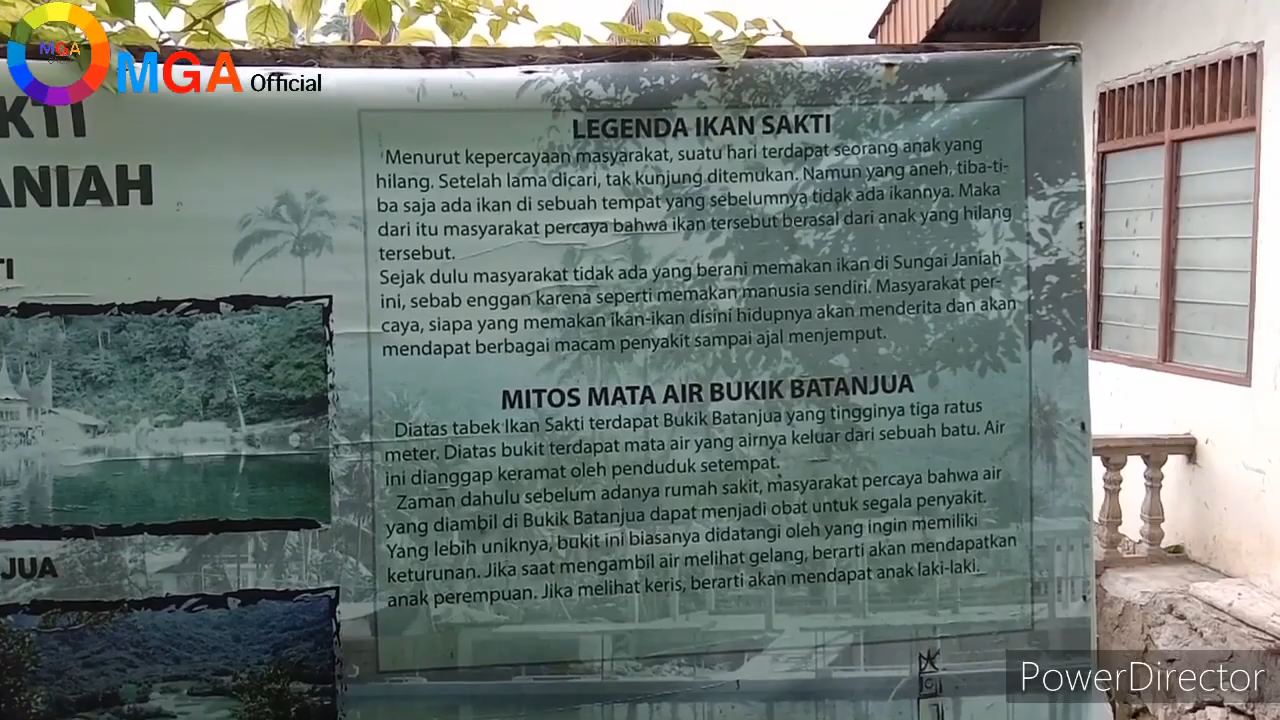 MGA
MGA Official
KTI
ANIAH
TI
JUA
LEGENDA IKAN SAKTI
Menurut kepercayaan masyarakat, suatu hari terdapat seorang anak yang
hilang. Setelah lama dicari, tak kunjung ditemukan. Namun yang aneh, tiba-ti-
ba saja ada ikan di sebuah tempat yang sebelumnya tidak ada ikannya. Maka
dari itu masyarakat percaya bahwa ikan tersebut berasal dari anak yang hilang
tersebut.
Sejak dulu masyarakat tidak ada yang berani memakan ikan di Sungai Janiah
ini, sebab enggan karena seperti memakan manusia sendiri. Masyarakat per-
caya, siapa yang memakan ikan-ikan disini hidupnya akan menderita dan akan
mendapat berbagai macam penyakit sampai ajal menjemput.
MITOS MATA AIR BUKIK BATANJUA
Diatas tabek Ikan Sakti terdapat Bukik Batanjua yang tingginya tiga ratus
meter. Diatas bukit terdapat mata air yang airnya keluar dari sebuah batu. Air
ini dianggap keramat oleh penduduk setempat.
Zaman dahulu sebelum adanya rumah sakit, masyarakat percaya bahwa air
yang diambil di Bukik Batanjua dapat menjadi obat untuk segala penyakit.
Yang lebih uniknya, bukit ini biasanya didatangi oleh yang ingin memiliki
keturunan. Jika saat mengambil air melihat gelang, berarti akan mendapatkan
anak perempuan. Jika melihat keris, berarti akan mendapat anak laki-laki.
PowerDirector